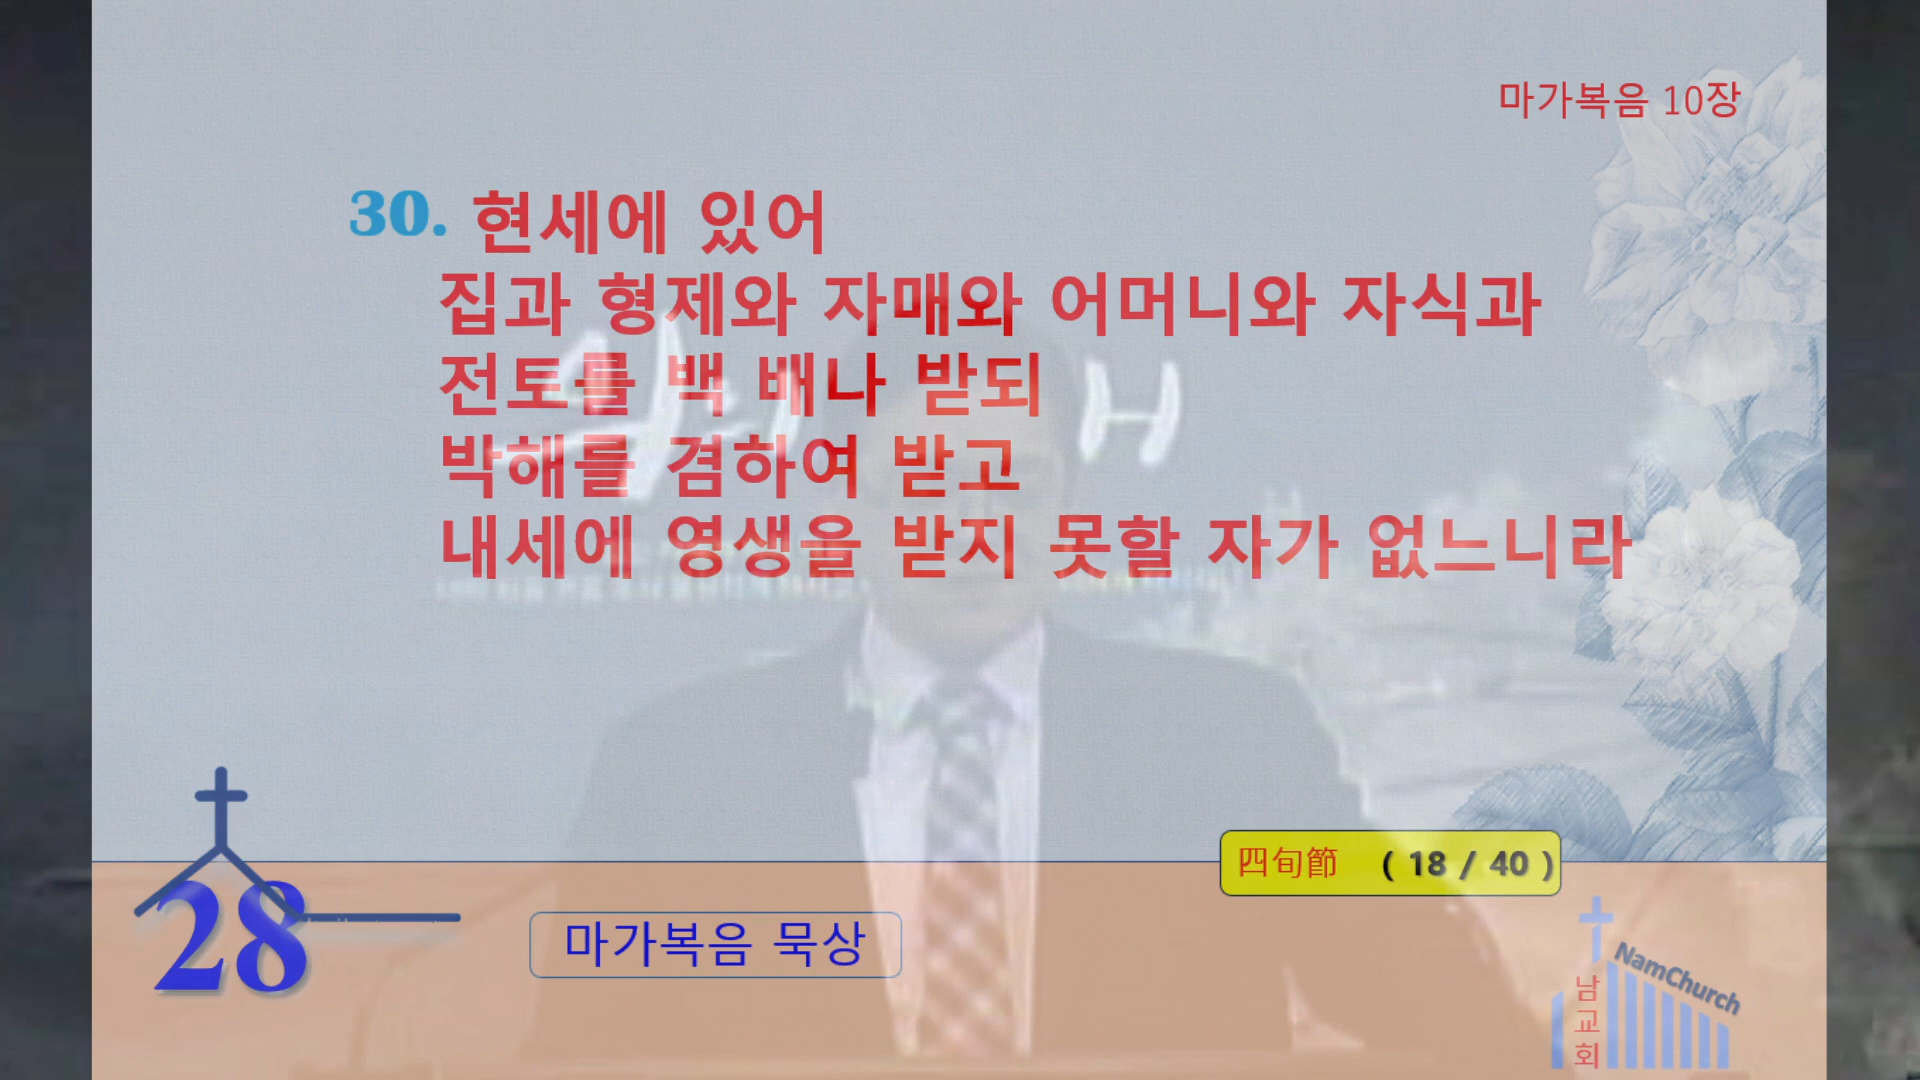 마가복음 10장
30. 현세에 있어
집과 형제와 자매와 어머니와 자식과
전토를 백 배나 받되
박해를 겸하여 받고
내세에 영생을 받지 못할 자가 없느니라
四旬節 ( 18 / 40 )
28
마가복음 묵상
NamChurch
남교회